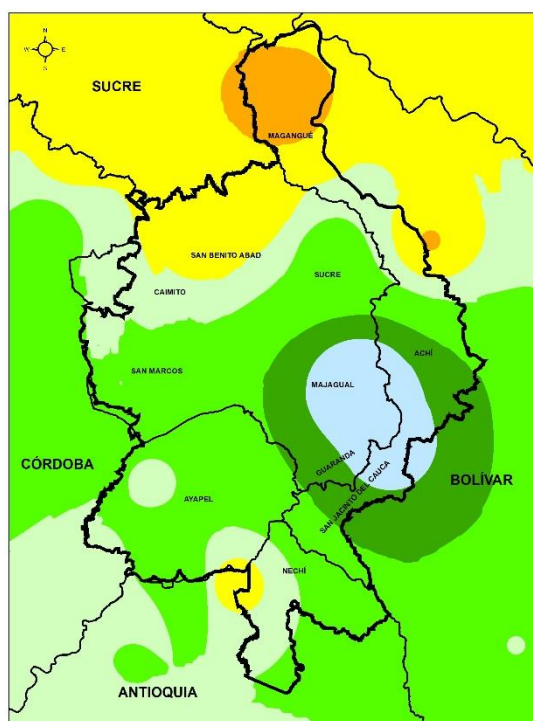 N
W E
S
SUCRE
MAGANGUÉ
SAN BENITO ABAD
SUCRE
CAIMITO
ACHÍ
SAN MARCOS
MAJAGUAL
GUARANDA
CÓRDOBA
BOLÍVAR
AYAPEL
SAN JACINTO DEL CAUCA
NECHÍ
ANTIOQUIA